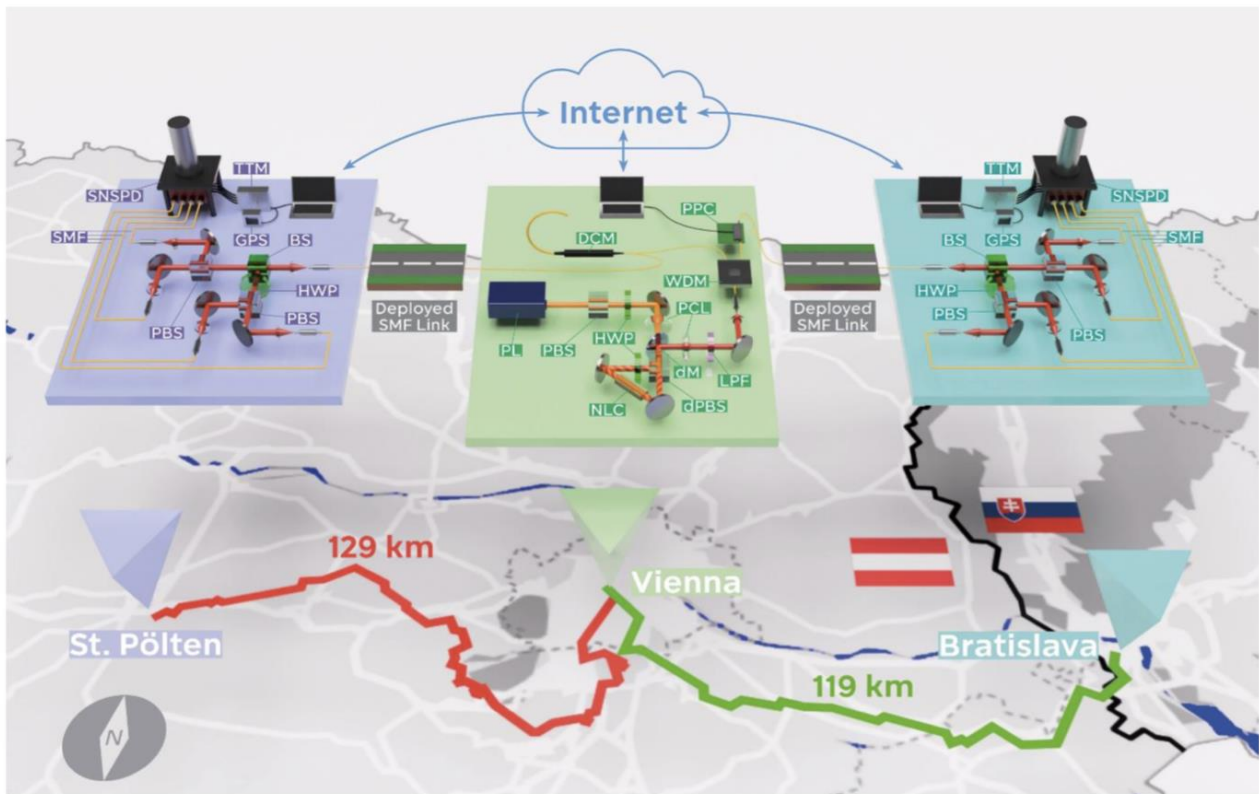 Internet
TTM
SNSPD
SMF
GPS
BS
HWP
PBS
PBS
Deployed
SMF Link
PPC
DCM
WDM
PCL
HWP
PL
PBS
dM
LPF
NLC
dPBS
Deployed
SMF Link
TTM
SNSPD
BS
GPS
SMF
HWP
PBS
PBS
129 km
Vienna
St. Pölten
Bratislava
119 km
N